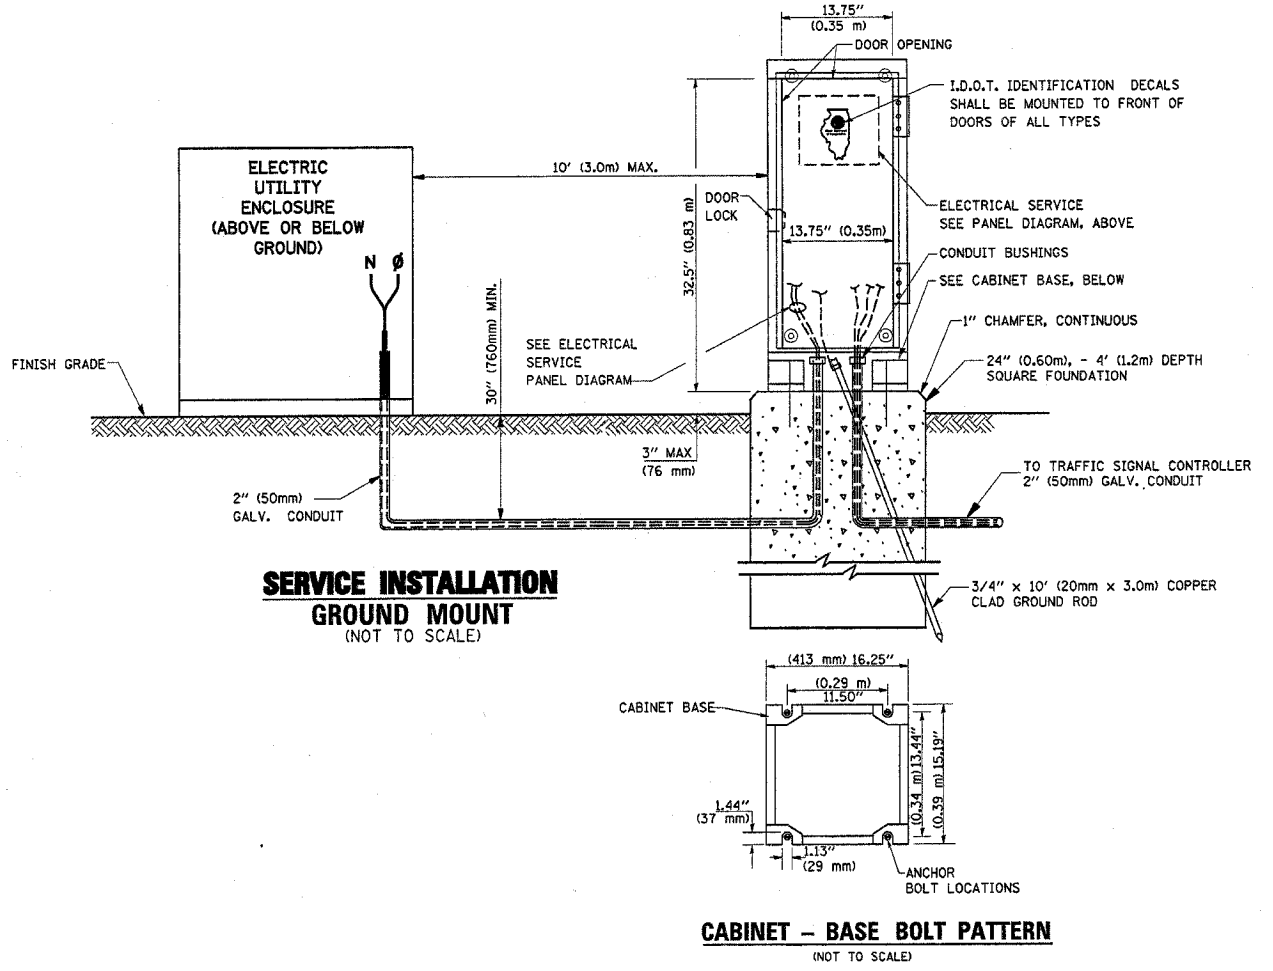 13.75"
(0.35 m)
DOOR OPENING
I.D.O.T. IDENTIFICATION DECALS
SHALL BE MOUNTED TO FRONT OF
DOORS OF ALL TYPES
ELECTRIC
UTILITY
ENCLOSURE
(ABOVE OR BELOW
GROUND)
N Ø
10' (3.0m) MAX.
DOOR
LOCK
32.5" (0.83 m)
13.75" (0.35m)
ELECTRICAL SERVICE
SEE PANEL DIAGRAM, ABOVE
CONDUIT BUSHINGS
SEE CABINET BASE, BELOW
1" CHAMFER, CONTINUOUS
24" (0.60m), - 4' (1.2m) DEPTH
SQUARE FOUNDATION
30" (760mm) MIN.
SEE ELECTRICAL
SERVICE
PANEL DIAGRAM
FINISH GRADE
3" MAX
(76 mm)
2" (50mm)
GALV. CONDUIT
TO TRAFFIC SIGNAL CONTROLLER
2" (50mm) GALV. CONDUIT
3/4" x 10' (20mm x 3.0m) COPPER
CLAD GROUND ROD
SERVICE INSTALLATION
GROUND MOUNT
(NOT TO SCALE)
(413 mm) 16.25"
(0.29 m)
11.50"
CABINET BASE
(0.34 m) 13.44"
(0.39 m) 15.19"
1.44"
(37 mm)
1.13"
(29 mm)
ANCHOR
BOLT LOCATIONS
CABINET – BASE BOLT PATTERN
(NOT TO SCALE)